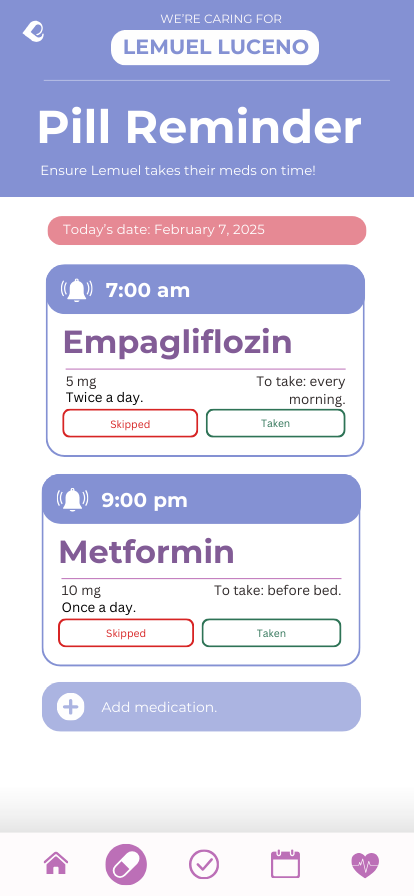 WE'RE CARING FOR
LEMUEL LUCENO
Pill Reminder
Ensure Lemuel takes their meds on time!
Today's date: February 7, 2025
7:00 am
Empagliflozin
5 mg
Twice a day.
To take: every
morning.
Skipped
Taken
9:00 pm
Metformin
10 mg
Once a day.
To take: before bed.
Skipped
Taken
Add medication.